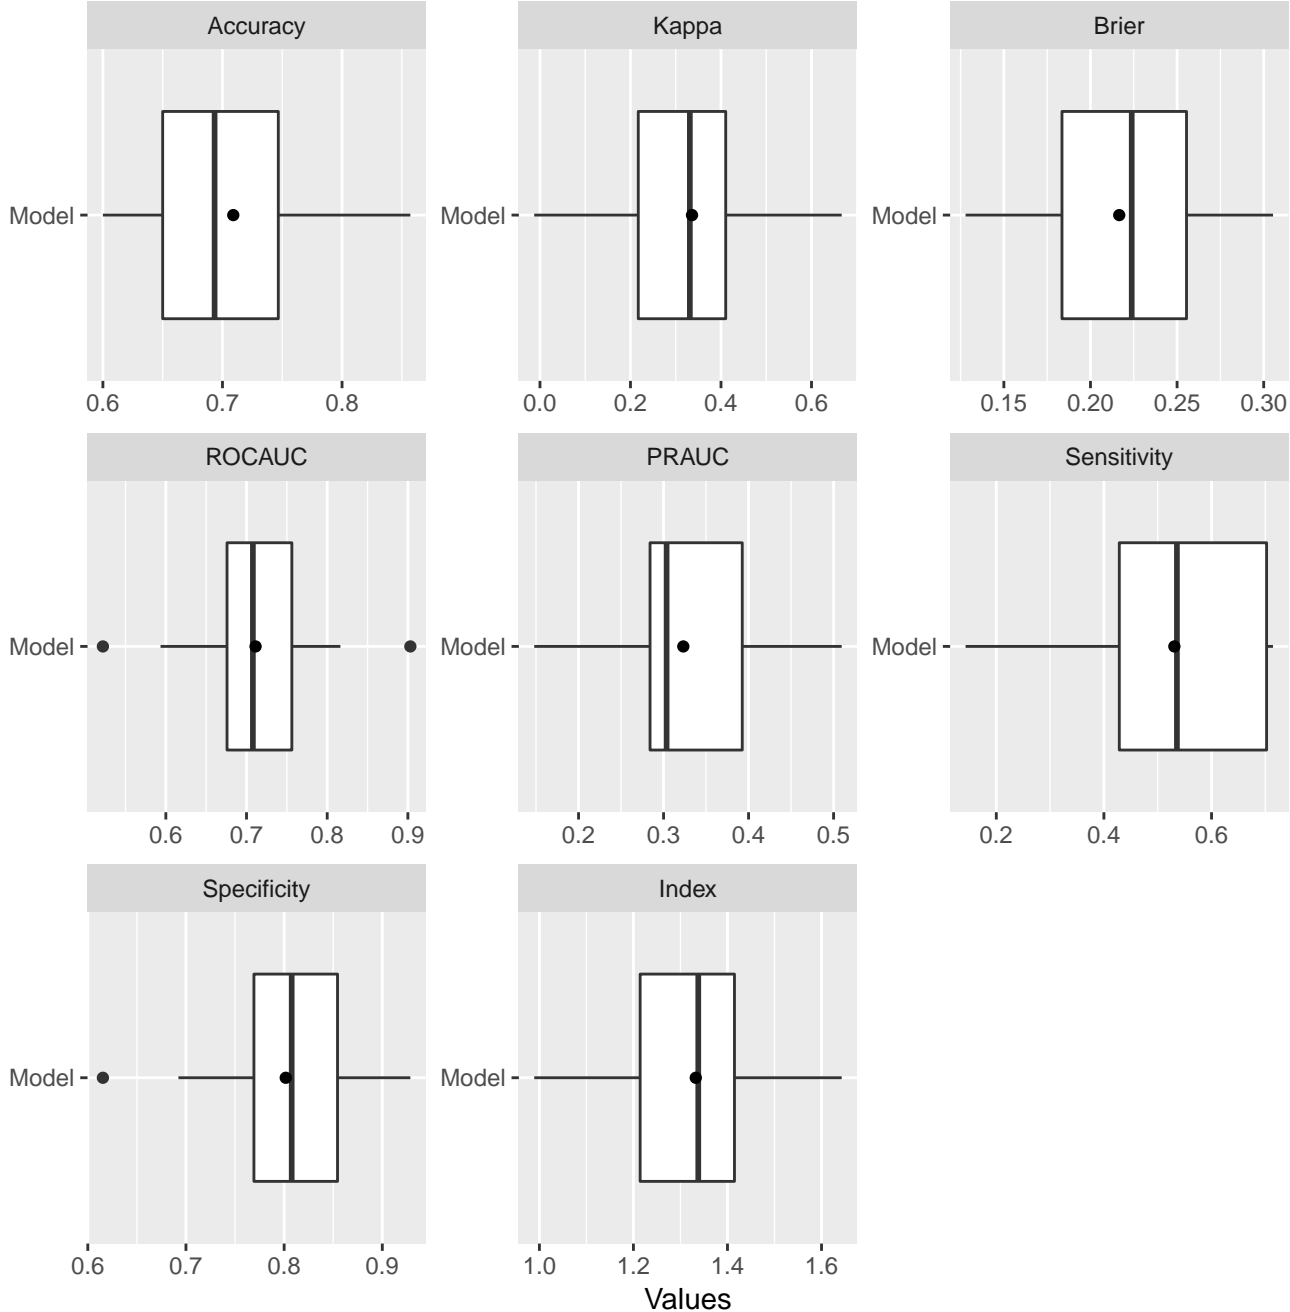 Accuracy Kappa Brier
Model Model Model
0.6 0.7 0.8 0.0 0.2 0.4 0.6 0.15 0.20 0.25 0.30
ROCAUC PRAUC Sensitivity
Model Model Model
0.6 0.7 0.8 0.9 0.2 0.3 0.4 0.5 0.2 0.4 0.6
Specificity Index
Model Model
0.6 0.7 0.8 0.9 1.0 1.2 1.4 1.6
Values